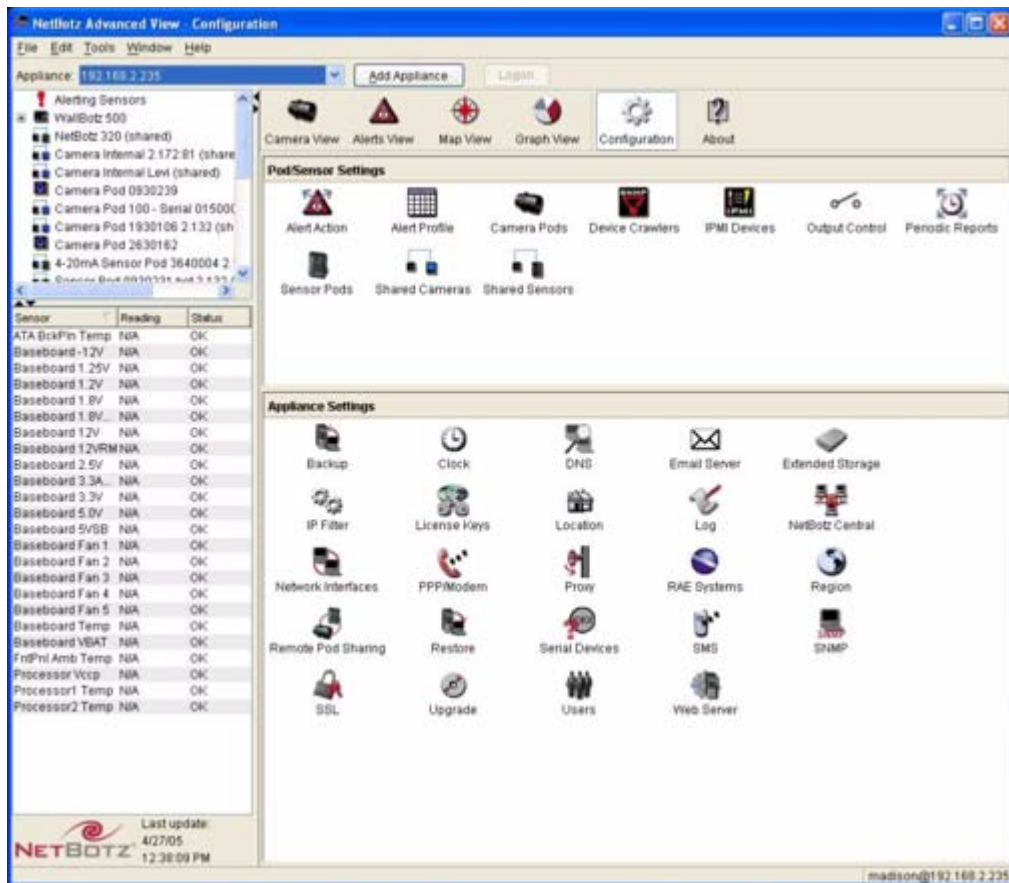 NetBotz Advanced View - Configuration
File Edit Tools Window Help
Appliance: 192.168.2.235 Add Appliance Logon
Alerting Sensors
WallBotz 500
NetBotz 320 (shared)
Camera Internal 2.172:81 (share
Camera Internal Levi (shared)
Camera Pod 0930239
Camera Pod 100 - Serial 01500
Camera Pod 1930106 2.132 (sh
Camera Pod 2630162
4-20mA Sensor Pod 3640004 2
Camera View Alerts View Map View Graph View Configuration About
Pod/Sensor Settings
Alert Action Alert Profile Camera Pods Device Crawlers IPMI Devices Output Control Periodic Reports
Sensor Pods Shared Cameras Shared Sensors
Sensor Reading Status
ATA BckPln Temp N/A OK
Baseboard -12V N/A OK
Baseboard 1.25V N/A OK
Baseboard 1.2V N/A OK
Baseboard 1.8V N/A OK
Baseboard 1.8V... N/A OK
Baseboard 12V N/A OK
Baseboard 12VRM N/A OK
Baseboard 2.5V N/A OK
Baseboard 3.3A... N/A OK
Baseboard 3.3V N/A OK
Baseboard 5.0V N/A OK
Baseboard 5VSB N/A OK
Baseboard Fan 1 N/A OK
Baseboard Fan 2 N/A OK
Baseboard Fan 3 N/A OK
Baseboard Fan 4 N/A OK
Baseboard Fan 5 N/A OK
Baseboard Temp N/A OK
Baseboard VBAT N/A OK
FntPnl Amb Temp N/A OK
Processor Vccp N/A OK
Processor1 Temp N/A OK
Processor2 Temp N/A OK
Appliance Settings
Backup Clock DNS Email Server Extended Storage
IP Filter License Keys Location Log NetBotz Central
Network Interfaces PPP/Modem Proxy RAE Systems Region
Remote Pod Sharing Restore Serial Devices SMS SNMP
SSL Upgrade Users Web Server
NETBOTZ
Last update:
4/27/05
12:38:09 PM
madison@192.168.2.235